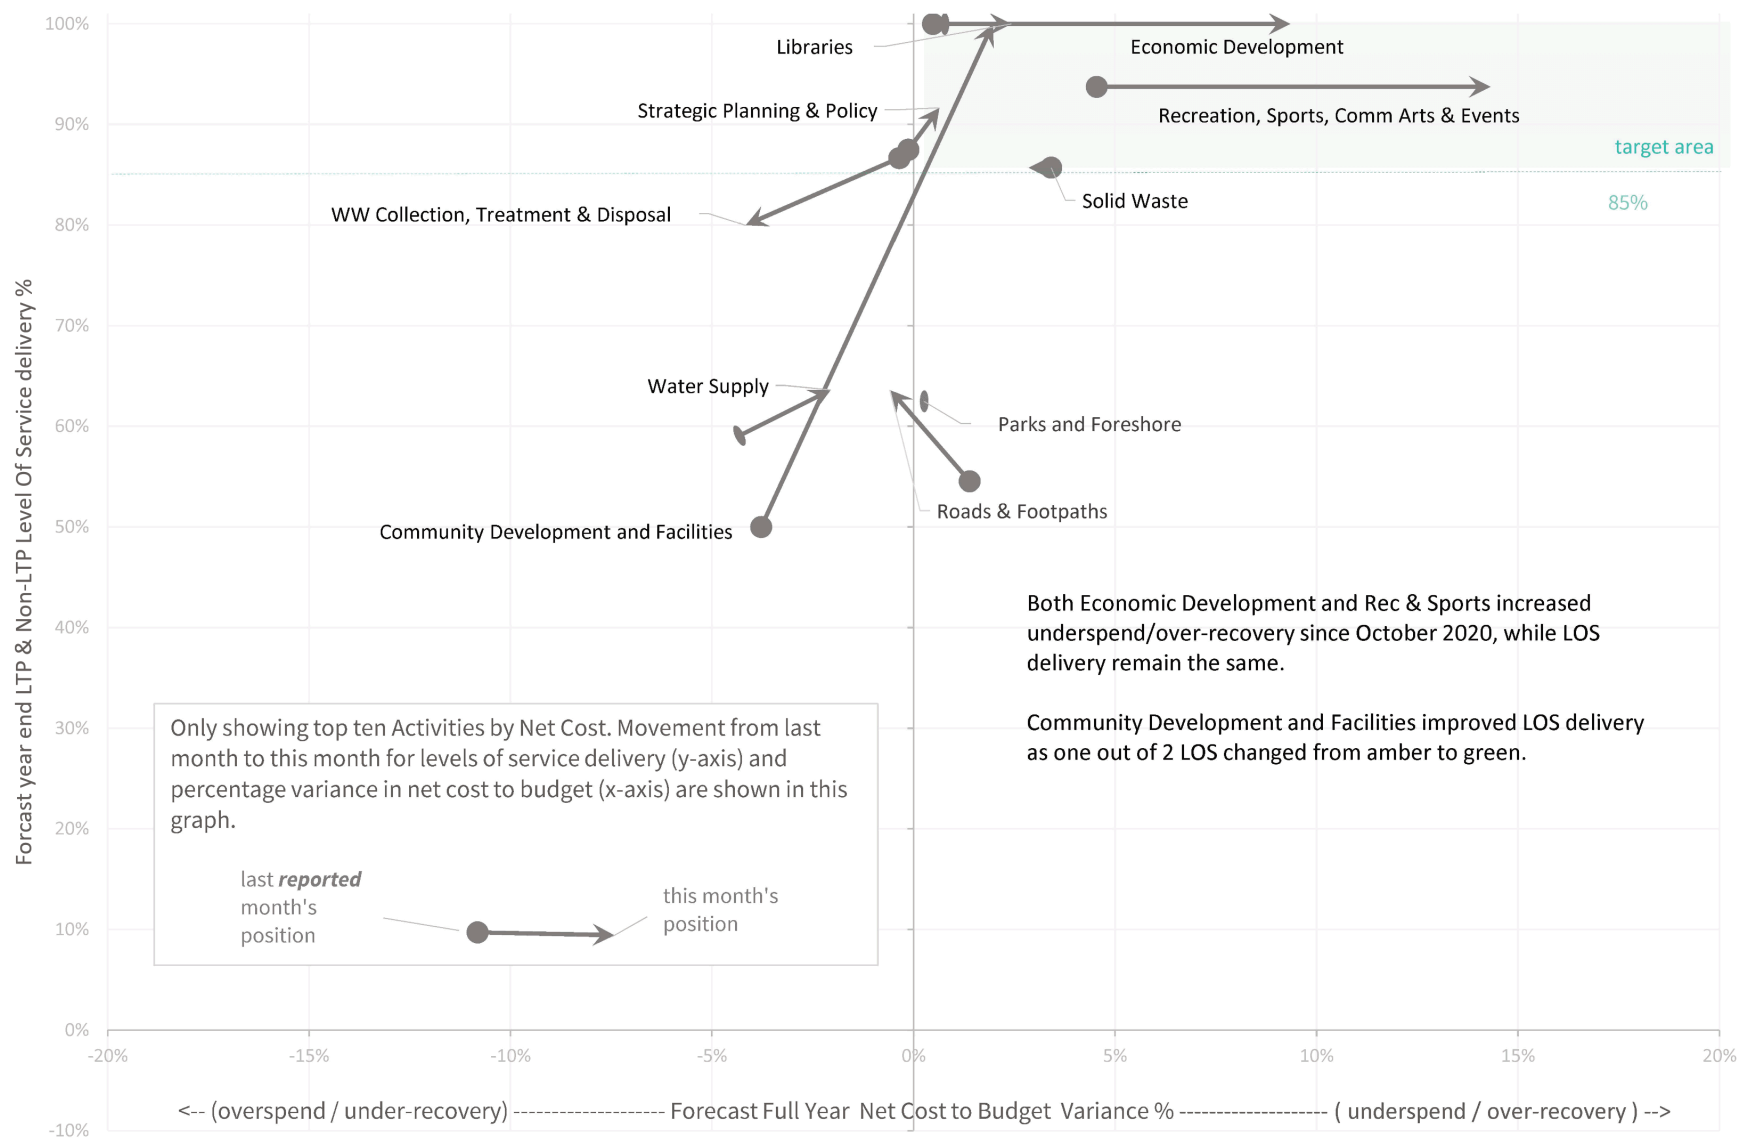 100%
90%
80%
70%
60%
50%
40%
30%
20%
10%
0%
-10%
Forcast year end LTP & Non-LTP Level Of Service delivery %
Libraries
Economic Development
Strategic Planning & Policy
Recreation, Sports, Comm Arts & Events
target area
WW Collection, Treatment & Disposal
Solid Waste
85%
Water Supply
Parks and Foreshore
Roads & Footpaths
Community Development and Facilities
Both Economic Development and Rec & Sports increased
underspend/over-recovery since October 2020, while LOS
delivery remain the same.
Community Development and Facilities improved LOS delivery
as one out of 2 LOS changed from amber to green.
Only showing top ten Activities by Net Cost. Movement from last
month to this month for levels of service delivery (y-axis) and
percentage variance in net cost to budget (x-axis) are shown in this
graph.
last reported
month's
position
this month's
position
-20%
-15%
-10%
-5%
0%
5%
10%
15%
20%
<-- (overspend / under-recovery) -------------------- Forecast Full Year Net Cost to Budget Variance % -------------------- ( underspend / over-recovery ) -->